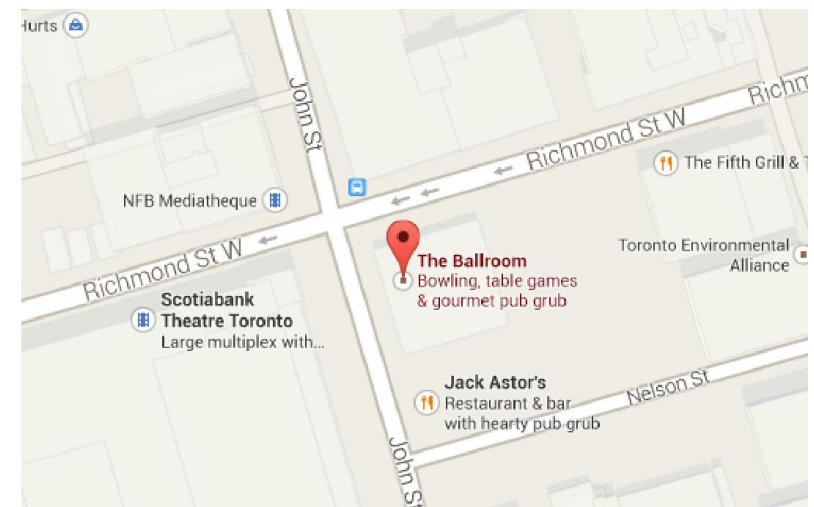 Hurts
John St
Richm
Richmond St W
The Fifth Grill &
NFB Mediatheque
Toronto Environmental
Alliance
Richmond St W
The Ballroom
Bowling, table games
& gourmet pub grub
Scotiabank
Theatre Toronto
Large multiplex with...
Jack Astor's
Restaurant & bar
with hearty pub grub
Nelson St
John St